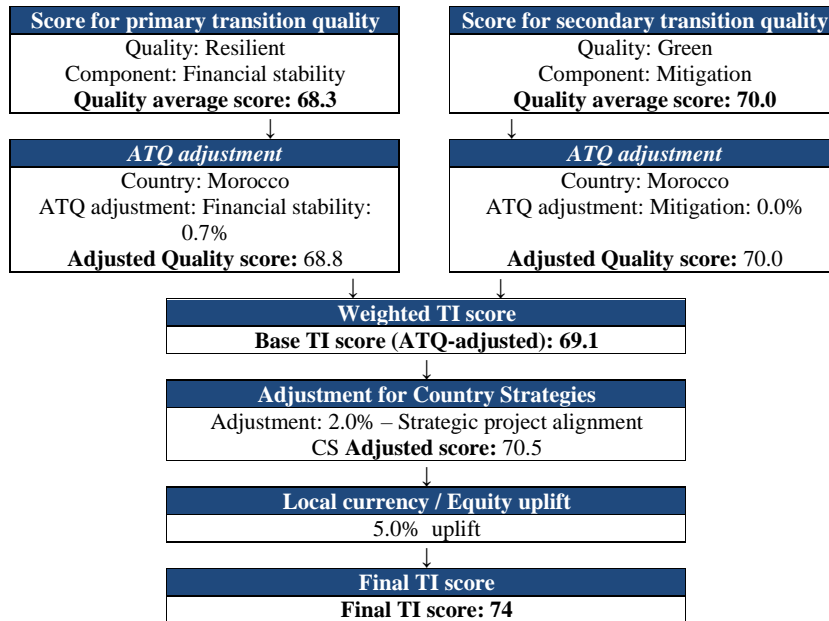 Score for primary transition quality
Quality: Resilient
Component: Financial stability
Quality average score: 68.3
Score for secondary transition quality
Quality: Green
Component: Mitigation
Quality average score: 70.0
↓
↓
ATQ adjustment
Country: Morocco
ATQ adjustment: Financial stability:
0.7%
Adjusted Quality score: 68.8
ATQ adjustment
Country: Morocco
ATQ adjustment: Mitigation: 0.0%
Adjusted Quality score: 70.0
↓
↓
Weighted TI score
Base TI score (ATQ-adjusted): 69.1
↓
Adjustment for Country Strategies
Adjustment: 2.0% – Strategic project alignment
CS Adjusted score: 70.5
↓
Local currency / Equity uplift
5.0% uplift
↓
Final TI score
Final TI score: 74